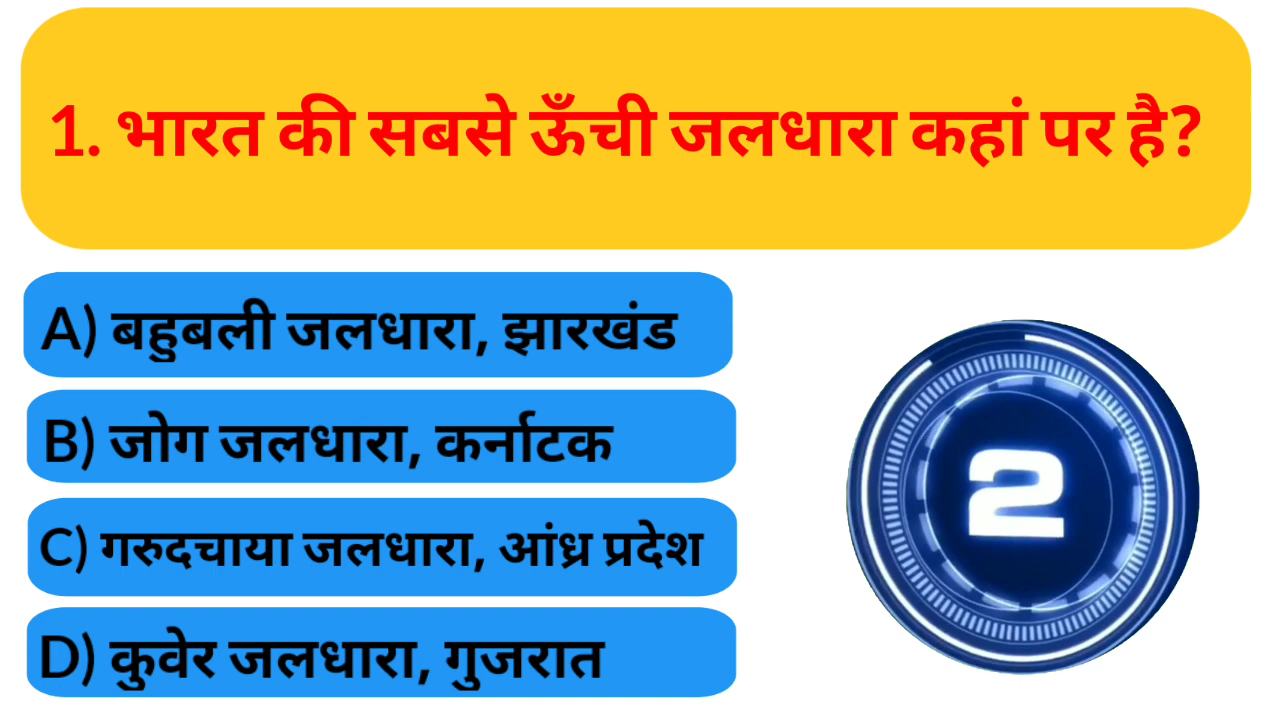 1. भारत की सबसे ऊँची जलधारा कहां पर है?
A) बहुबली जलधारा, झारखंड
B) जोग जलधारा, कर्नाटक
C) गरुदचाया जलधारा, आंध्र प्रदेश
D) कुवेर जलधारा, गुजरात
2